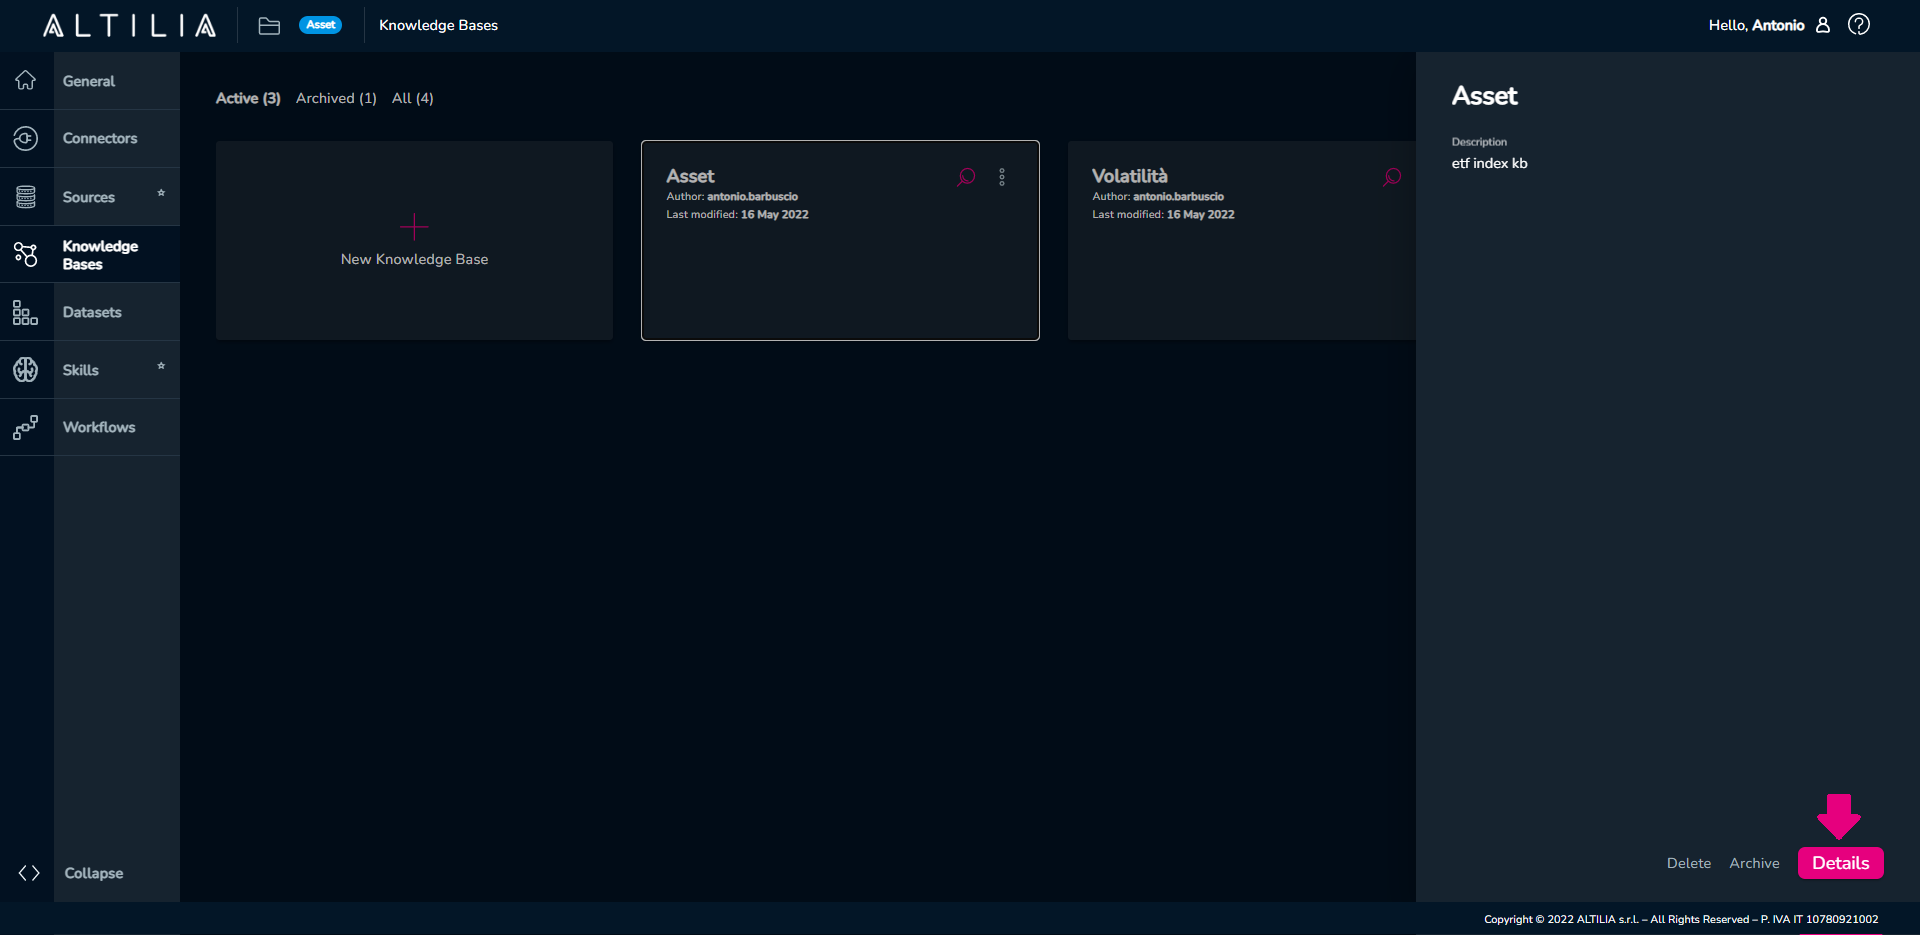 ALTILIA
Asset
Knowledge Bases
Hello, Antonio
General
Connectors
Sources
Knowledge
Bases
Datasets
Skills
Workflows
Collapse
Active (3) Archived (1) All (4)
New Knowledge Base
Asset
Author: antonio.barbuscio
Last modified: 16 May 2022
Volatilità
Author: antonio.barbuscio
Last modified: 16 May 2022
Asset
Description
etf index kb
Delete Archive Details
Copyright © 2022 ALTILIA s.r.l. – All Rights Reserved – P. IVA IT 10780921002